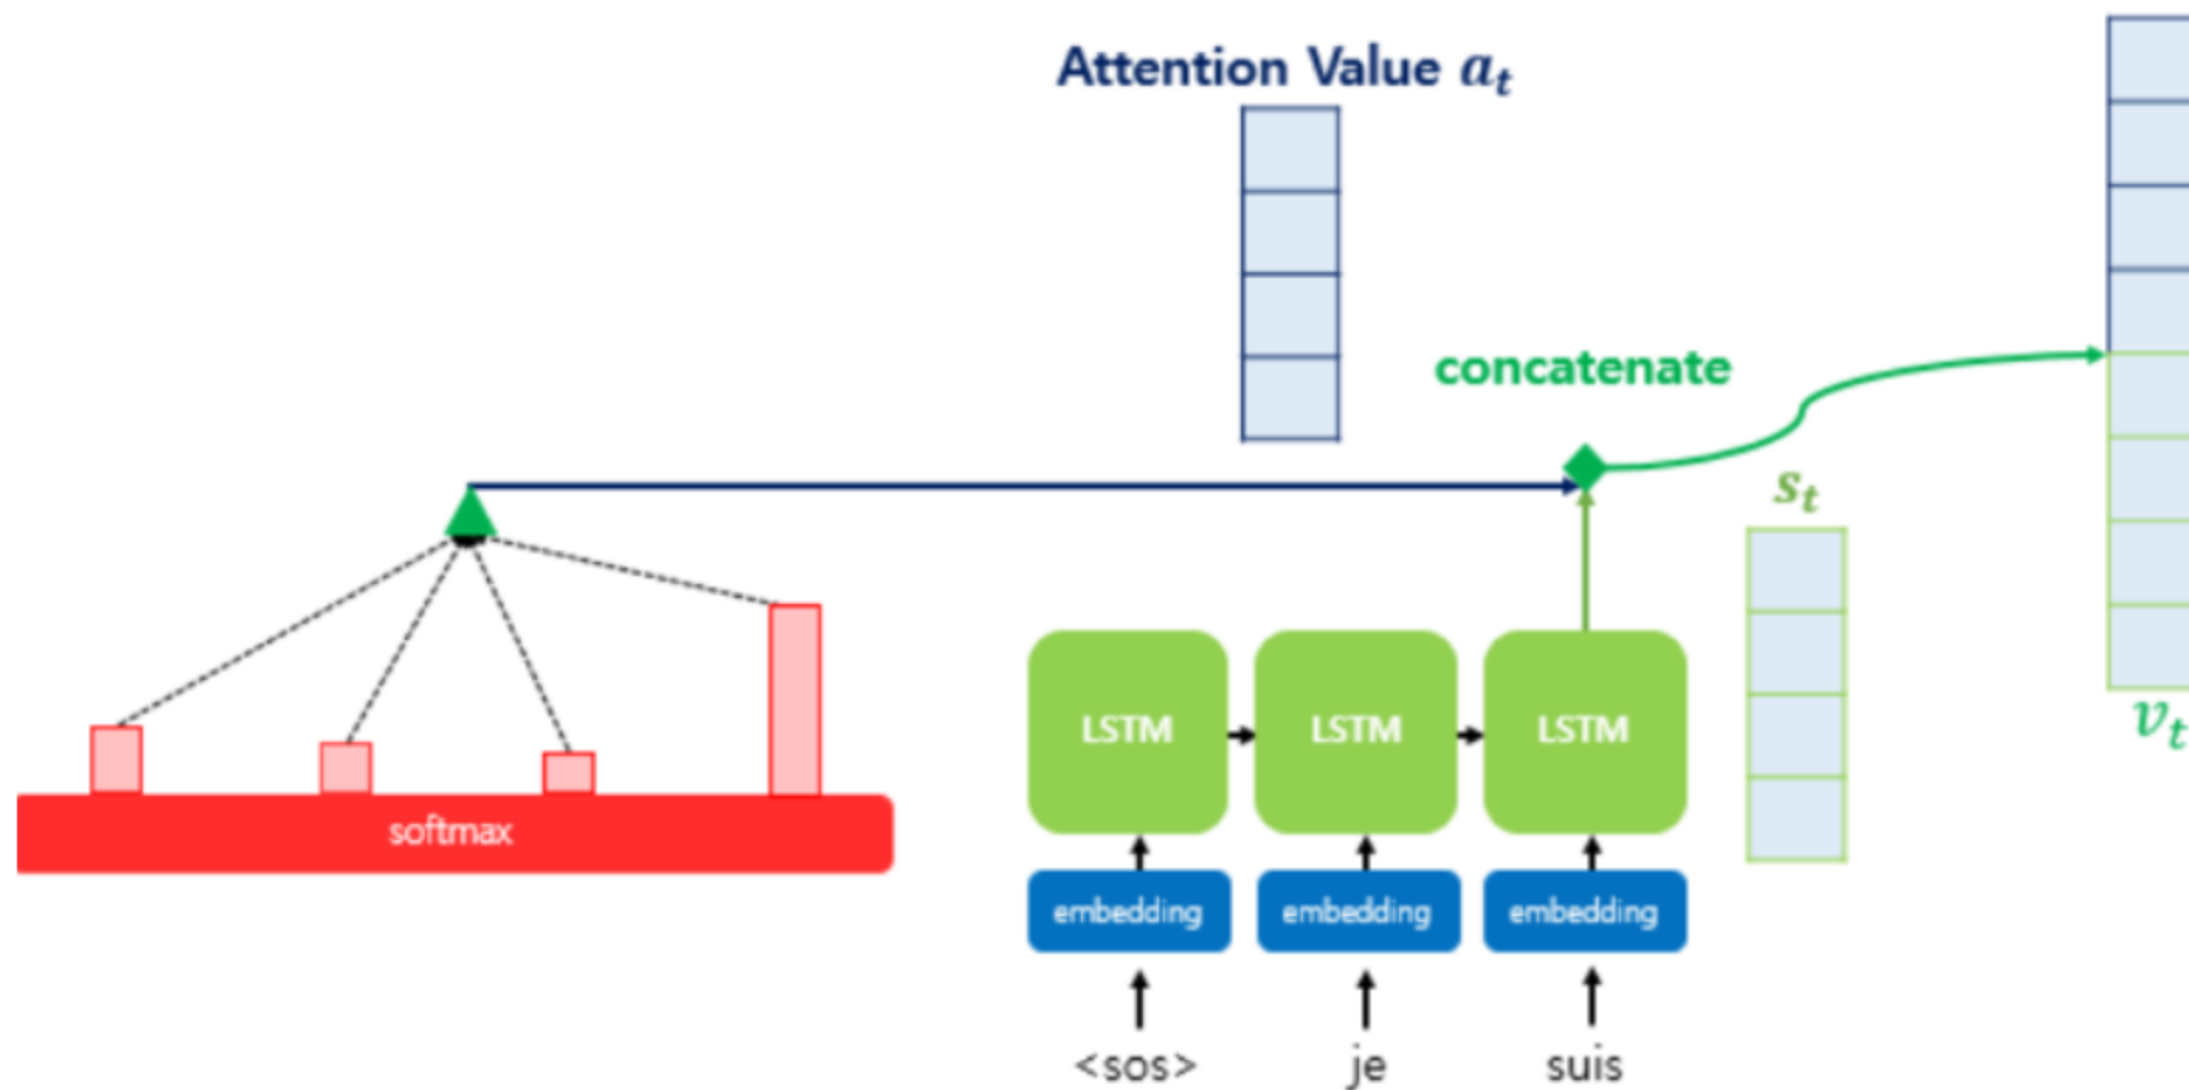 Attention Value a_t
concatenate
s_t
v_t
LSTM LSTM LSTM
softmax
embedding embedding embedding
<sos> je suis